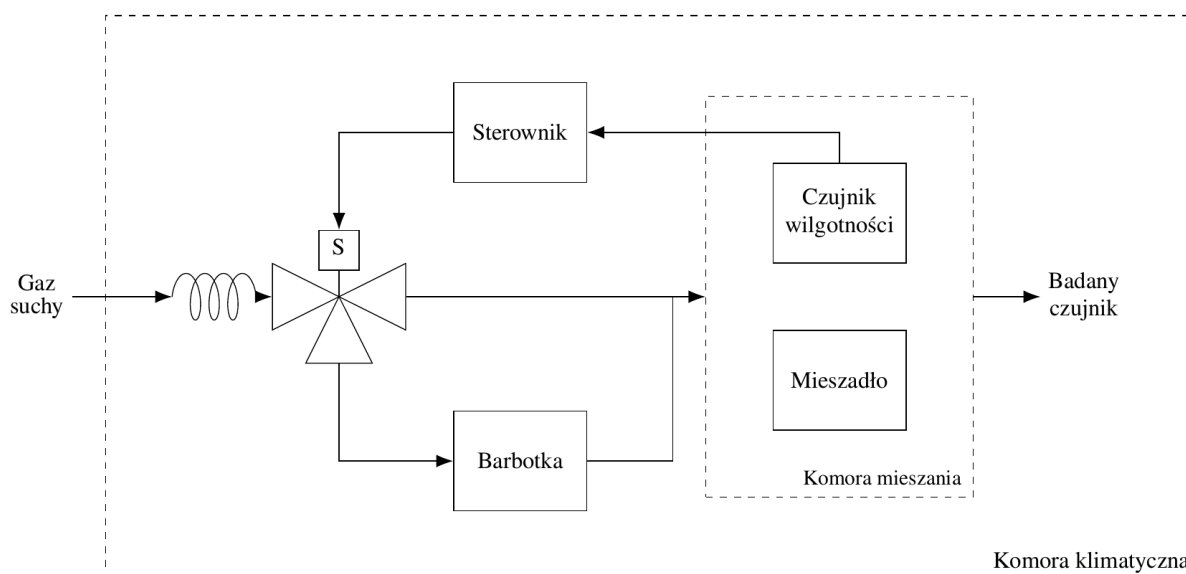 Sterownik
Czujnik
wilgotności
S
Gaz
suchy
Badany
czujnik
Mieszadło
Barbotka
Komora mieszania
Komora klimatyczna